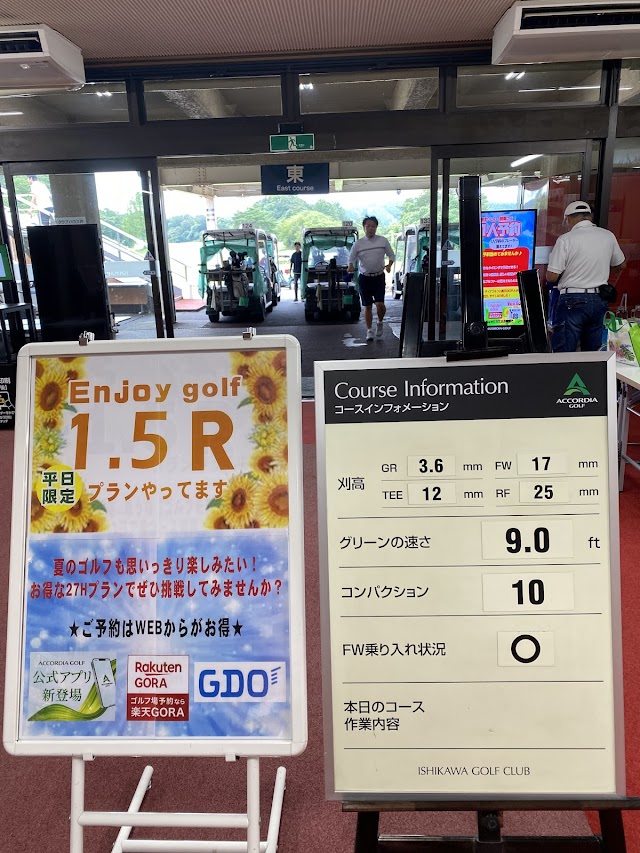 東
East course
Enjoy golf
1.5R
平日
限定
プランやってます
夏のゴルフも思いっきり楽しみたい！
お得な27Hプランでぜひ挑戦してみませんか？
★ご予約はWEBからがお得★
ACCORDIA GOLF
公式アプリ
新登場
Rakuten
GORA
ゴルフ場予約なら
楽天GORA
GDO
Course Information
コースインフォメーション
ACCORDIA
GOLF
刈高
GR 3.6 mm FW 17 mm
TEE 12 mm RF 25 mm
グリーンの速さ 9.0 ft
コンパクション 10
FW乗り入れ状況 〇
本日のコース
作業内容
ISHIKAWA GOLF CLUB